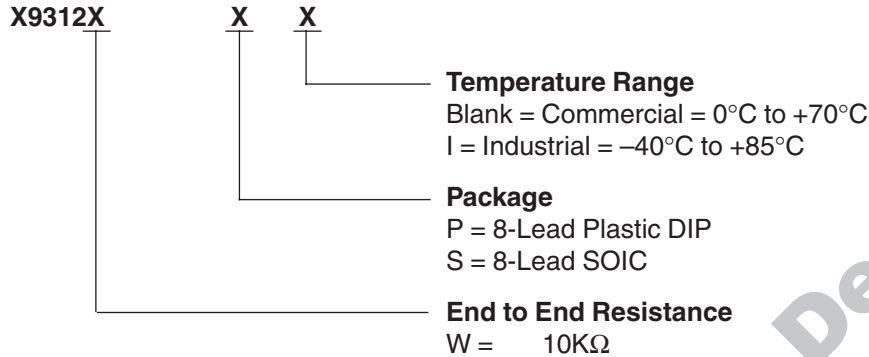 X9312X X X
Temperature Range
Blank = Commercial = 0°C to +70°C
I = Industrial = –40°C to +85°C
Package
P = 8-Lead Plastic DIP
S = 8-Lead SOIC
End to End Resistance
W = 10KΩ